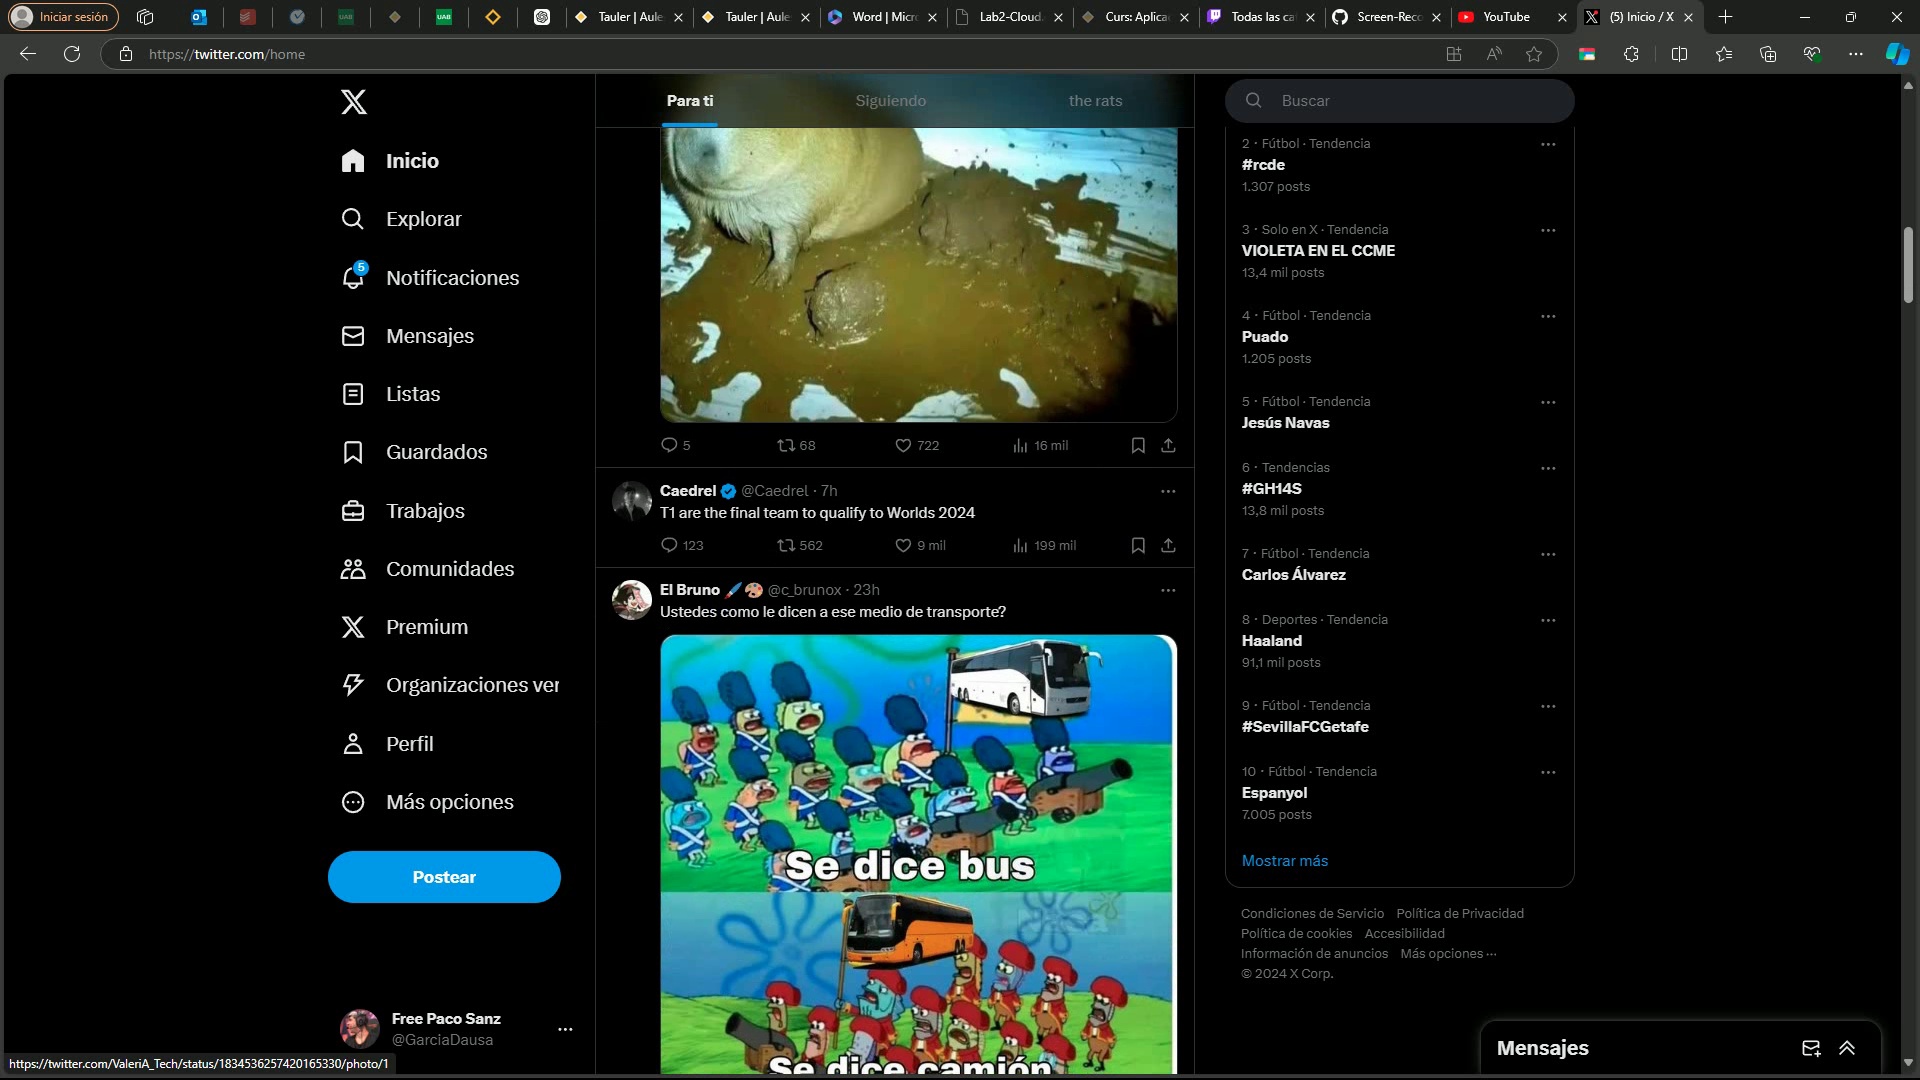 Iniciar sesión
UAB
UAB
Tauler | Aule
Tauler | Aule
Word | Micr
Lab2-Cloud
Curs: Aplica
Todas las ca
Screen-Reco
YouTube
(5) Inicio / X
https://twitter.com/home
Inicio
Explorar
5
Notificaciones
Mensajes
Listas
Guardados
Trabajos
Comunidades
Premium
Organizaciones ver
Perfil
Más opciones
Postear
Free Paco Sanz
@GarciaDausa
https://twitter.com/ValeriA_Tech/status/1834536257420165330/photo/1
Para ti
Siguiendo
the rats
5
68
722
16 mil
Caedrel @Caedrel · 7h
T1 are the final team to qualify to Worlds 2024
123
562
9 mil
199 mil
El Bruno 🖌️🎨 @c_brunox · 23h
Ustedes como le dicen a ese medio de transporte?
Se dice bus
Se dice camión
Buscar
2 · Fútbol · Tendencia
#rcde
1.307 posts
3 · Solo en X · Tendencia
VIOLETA EN EL CCME
13,4 mil posts
4 · Fútbol · Tendencia
Puado
1.205 posts
5 · Fútbol · Tendencia
Jesús Navas
6 · Tendencias
#GH14S
13,8 mil posts
7 · Fútbol · Tendencia
Carlos Álvarez
8 · Deportes · Tendencia
Haaland
91,1 mil posts
9 · Fútbol · Tendencia
#SevillaFCGetafe
10 · Fútbol · Tendencia
Espanyol
7.005 posts
Mostrar más
Condiciones de Servicio Política de Privacidad
Política de cookies Accesibilidad
Información de anuncios Más opciones ···
© 2024 X Corp.
Mensajes